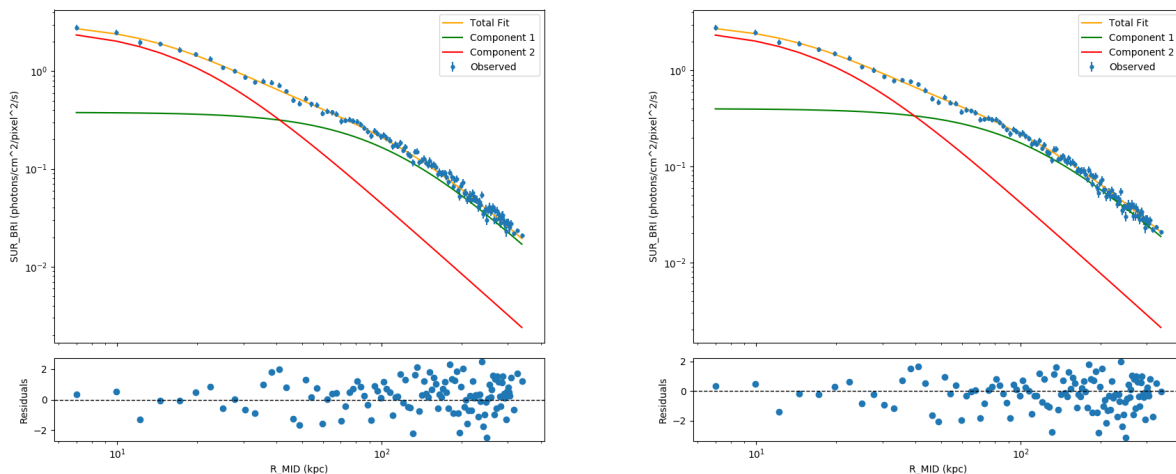 Total Fit
Component 1
Component 2
Observed
SUR_BRI (photons/cm^2/pixel^2/s)
10^0
10^-1
10^-2
Residuals
2
0
−2
10^1
10^2
R_MID (kpc)
Total Fit
Component 1
Component 2
Observed
SUR_BRI (photons/cm^2/pixel^2/s)
10^0
10^-1
10^-2
Residuals
2
0
−2
10^1
10^2
R_MID (kpc)